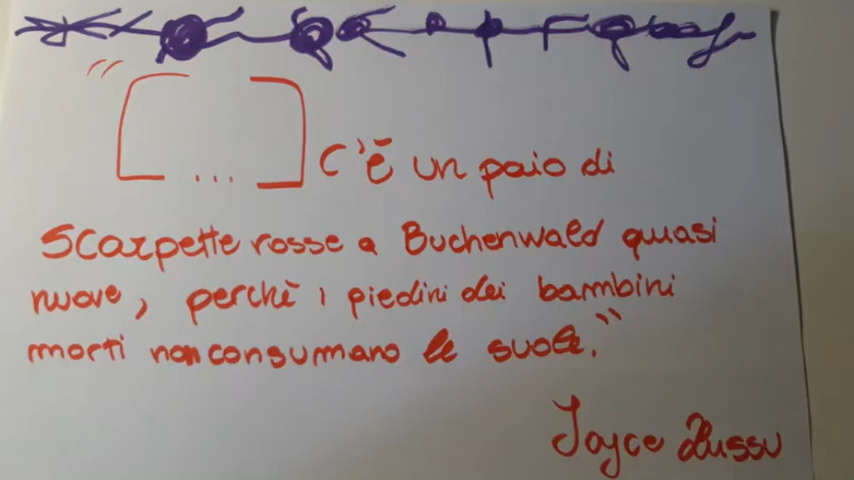 "[...] C'è un paio di
scarpette rosse a Buchenwald quasi
nuove, perchè i piedini dei bambini
morti non consumano le suole."
Joyce Lussu